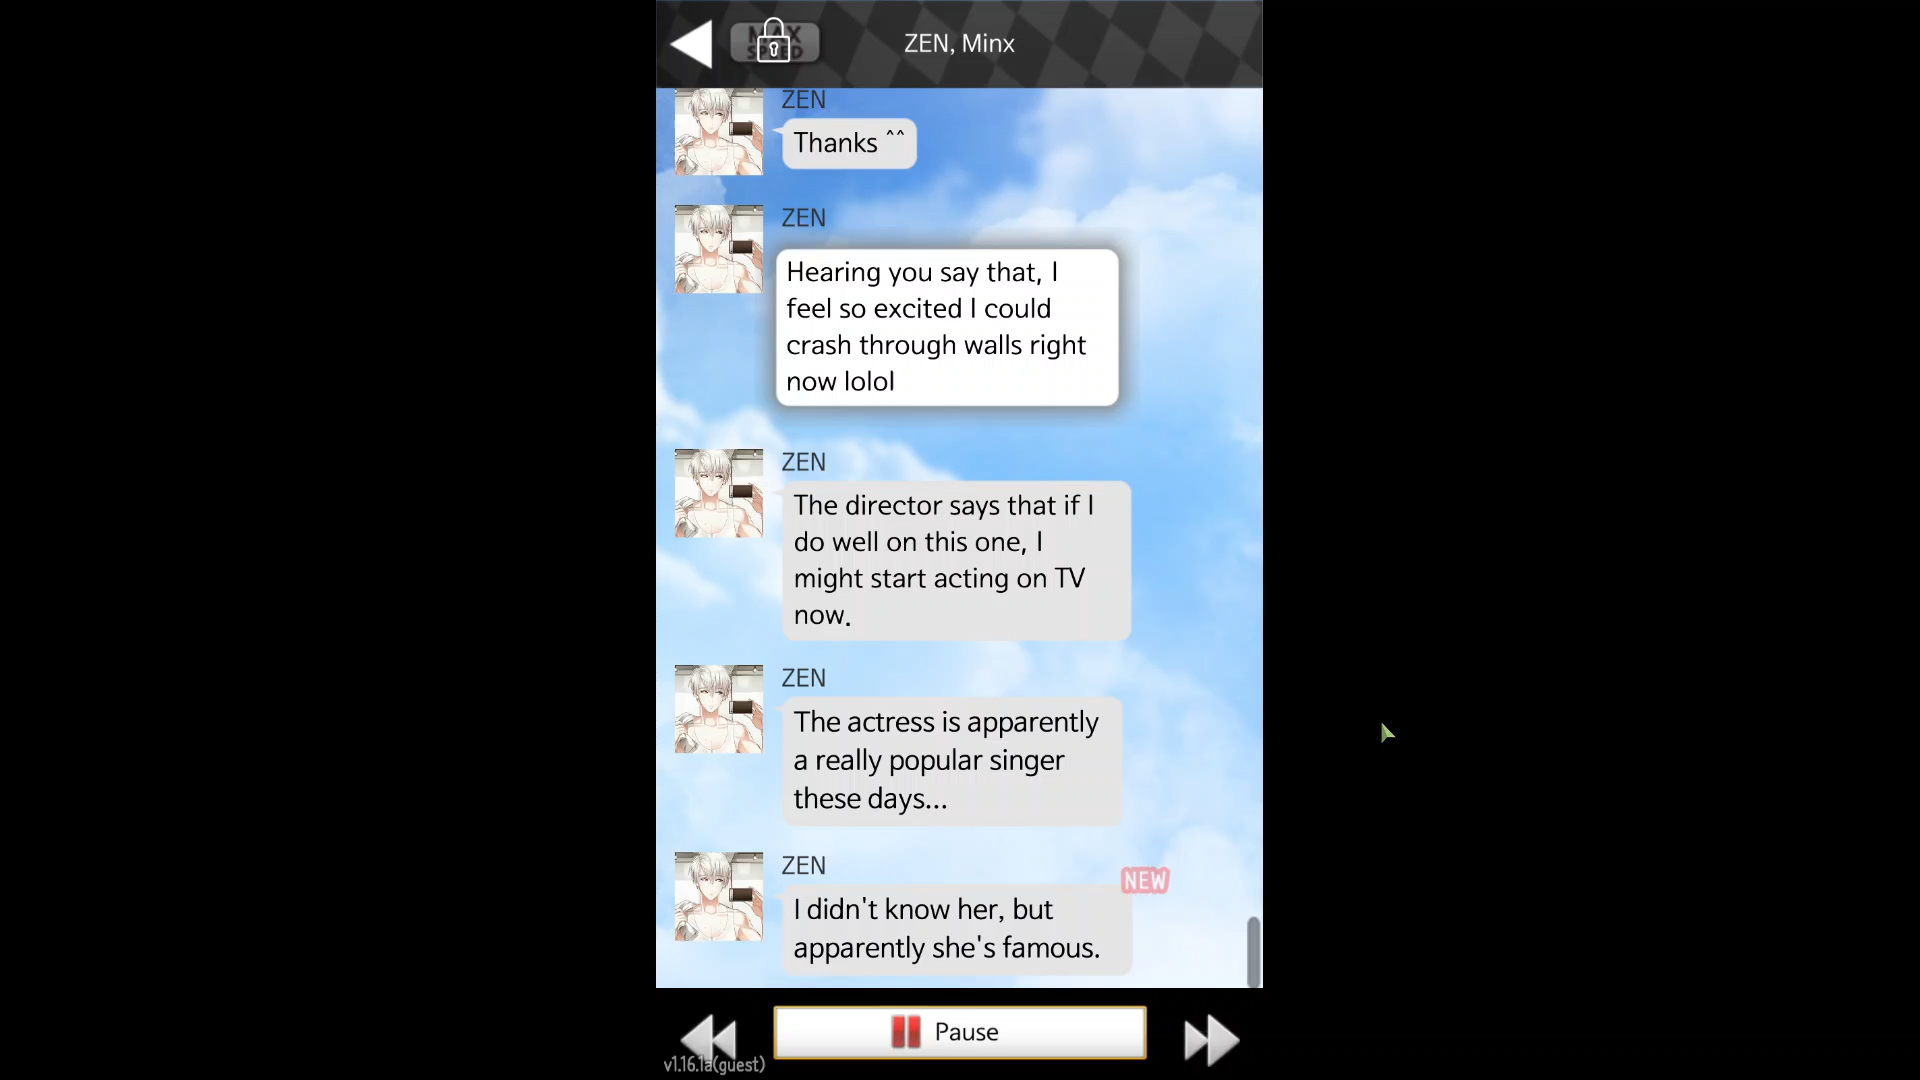 MAX
SPEED
ZEN, Minx
ZEN
Thanks ^^
ZEN
Hearing you say that, I
feel so excited I could
crash through walls right
now lolol
ZEN
The director says that if I
do well on this one, I
might start acting on TV
now.
ZEN
The actress is apparently
a really popular singer
these days...
ZEN
NEW
I didn't know her, but
apparently she's famous.
Pause
v1.16.1a(guest)